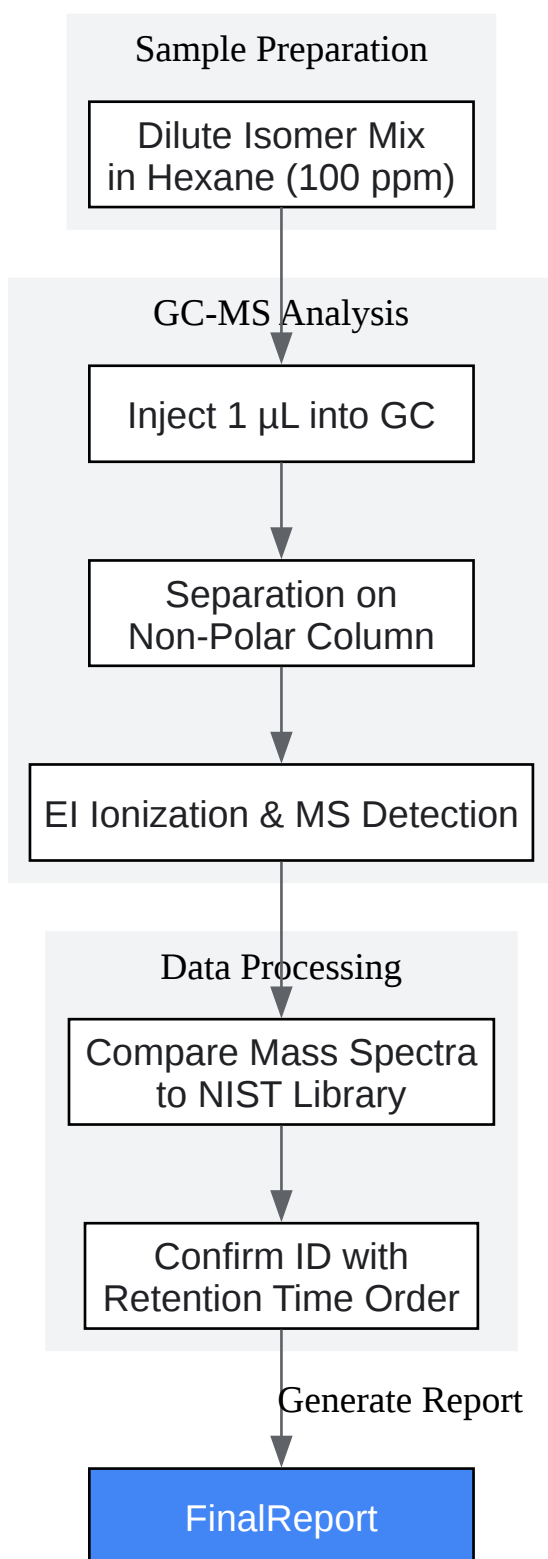 Sample Preparation
Dilute Isomer Mix
in Hexane (100 ppm)
GC-MS Analysis
Inject 1 µL into GC
Separation on
Non-Polar Column
EI Ionization & MS Detection
Data Processing
Compare Mass Spectra
to NIST Library
Confirm ID with
Retention Time Order
Generate Report
FinalReport